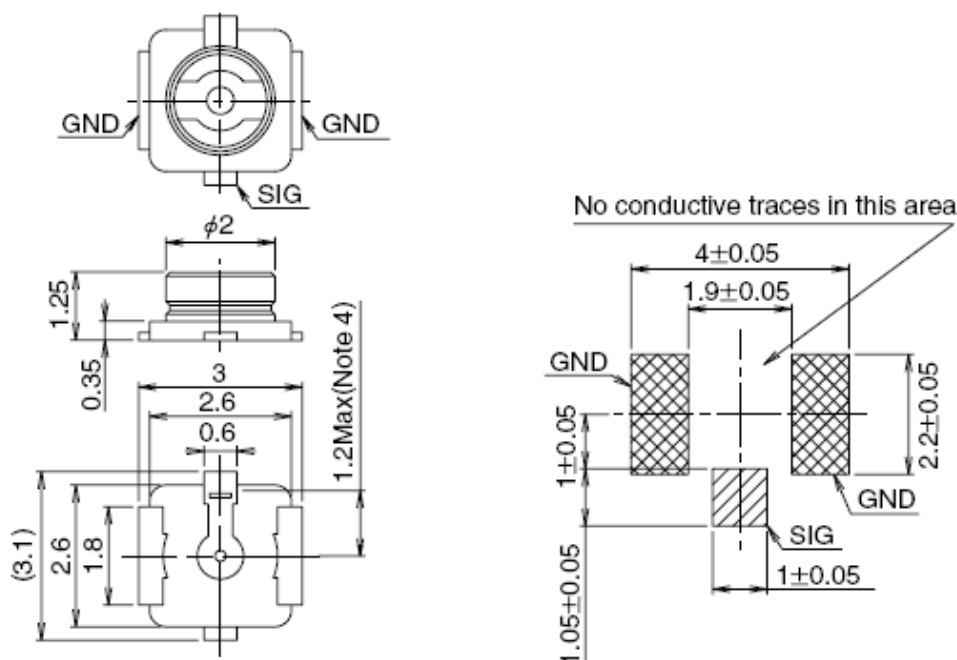 GND
GND
SIG
ϕ2
1.25
0.35
3
2.6
0.6
1.2Max(Note 4)
(3.1)
2.6
1.8
No conductive traces in this area
4±0.05
1.9±0.05
GND
1±0.05
2.2±0.05
GND
SIG
1±0.05
1.05±0.05